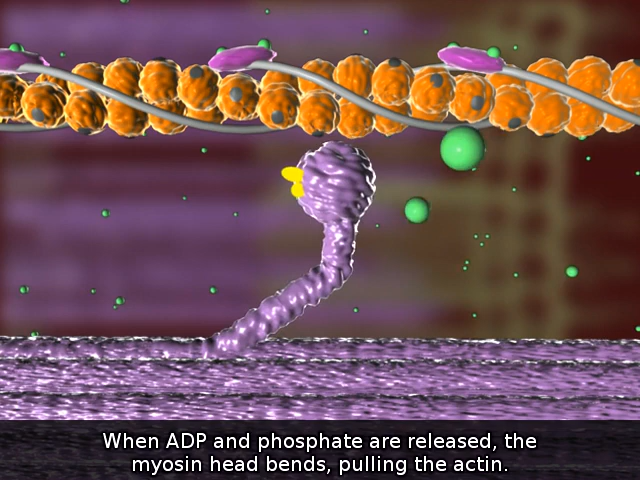 When ADP and phosphate are released, the
myosin head bends, pulling the actin.